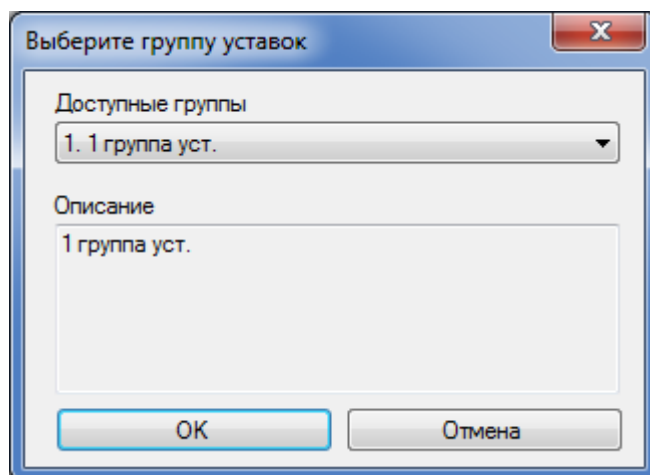 Выберите группу уставок
Доступные группы
1. 1 группа уст.
Описание
1 группа уст.
OK
Отмена